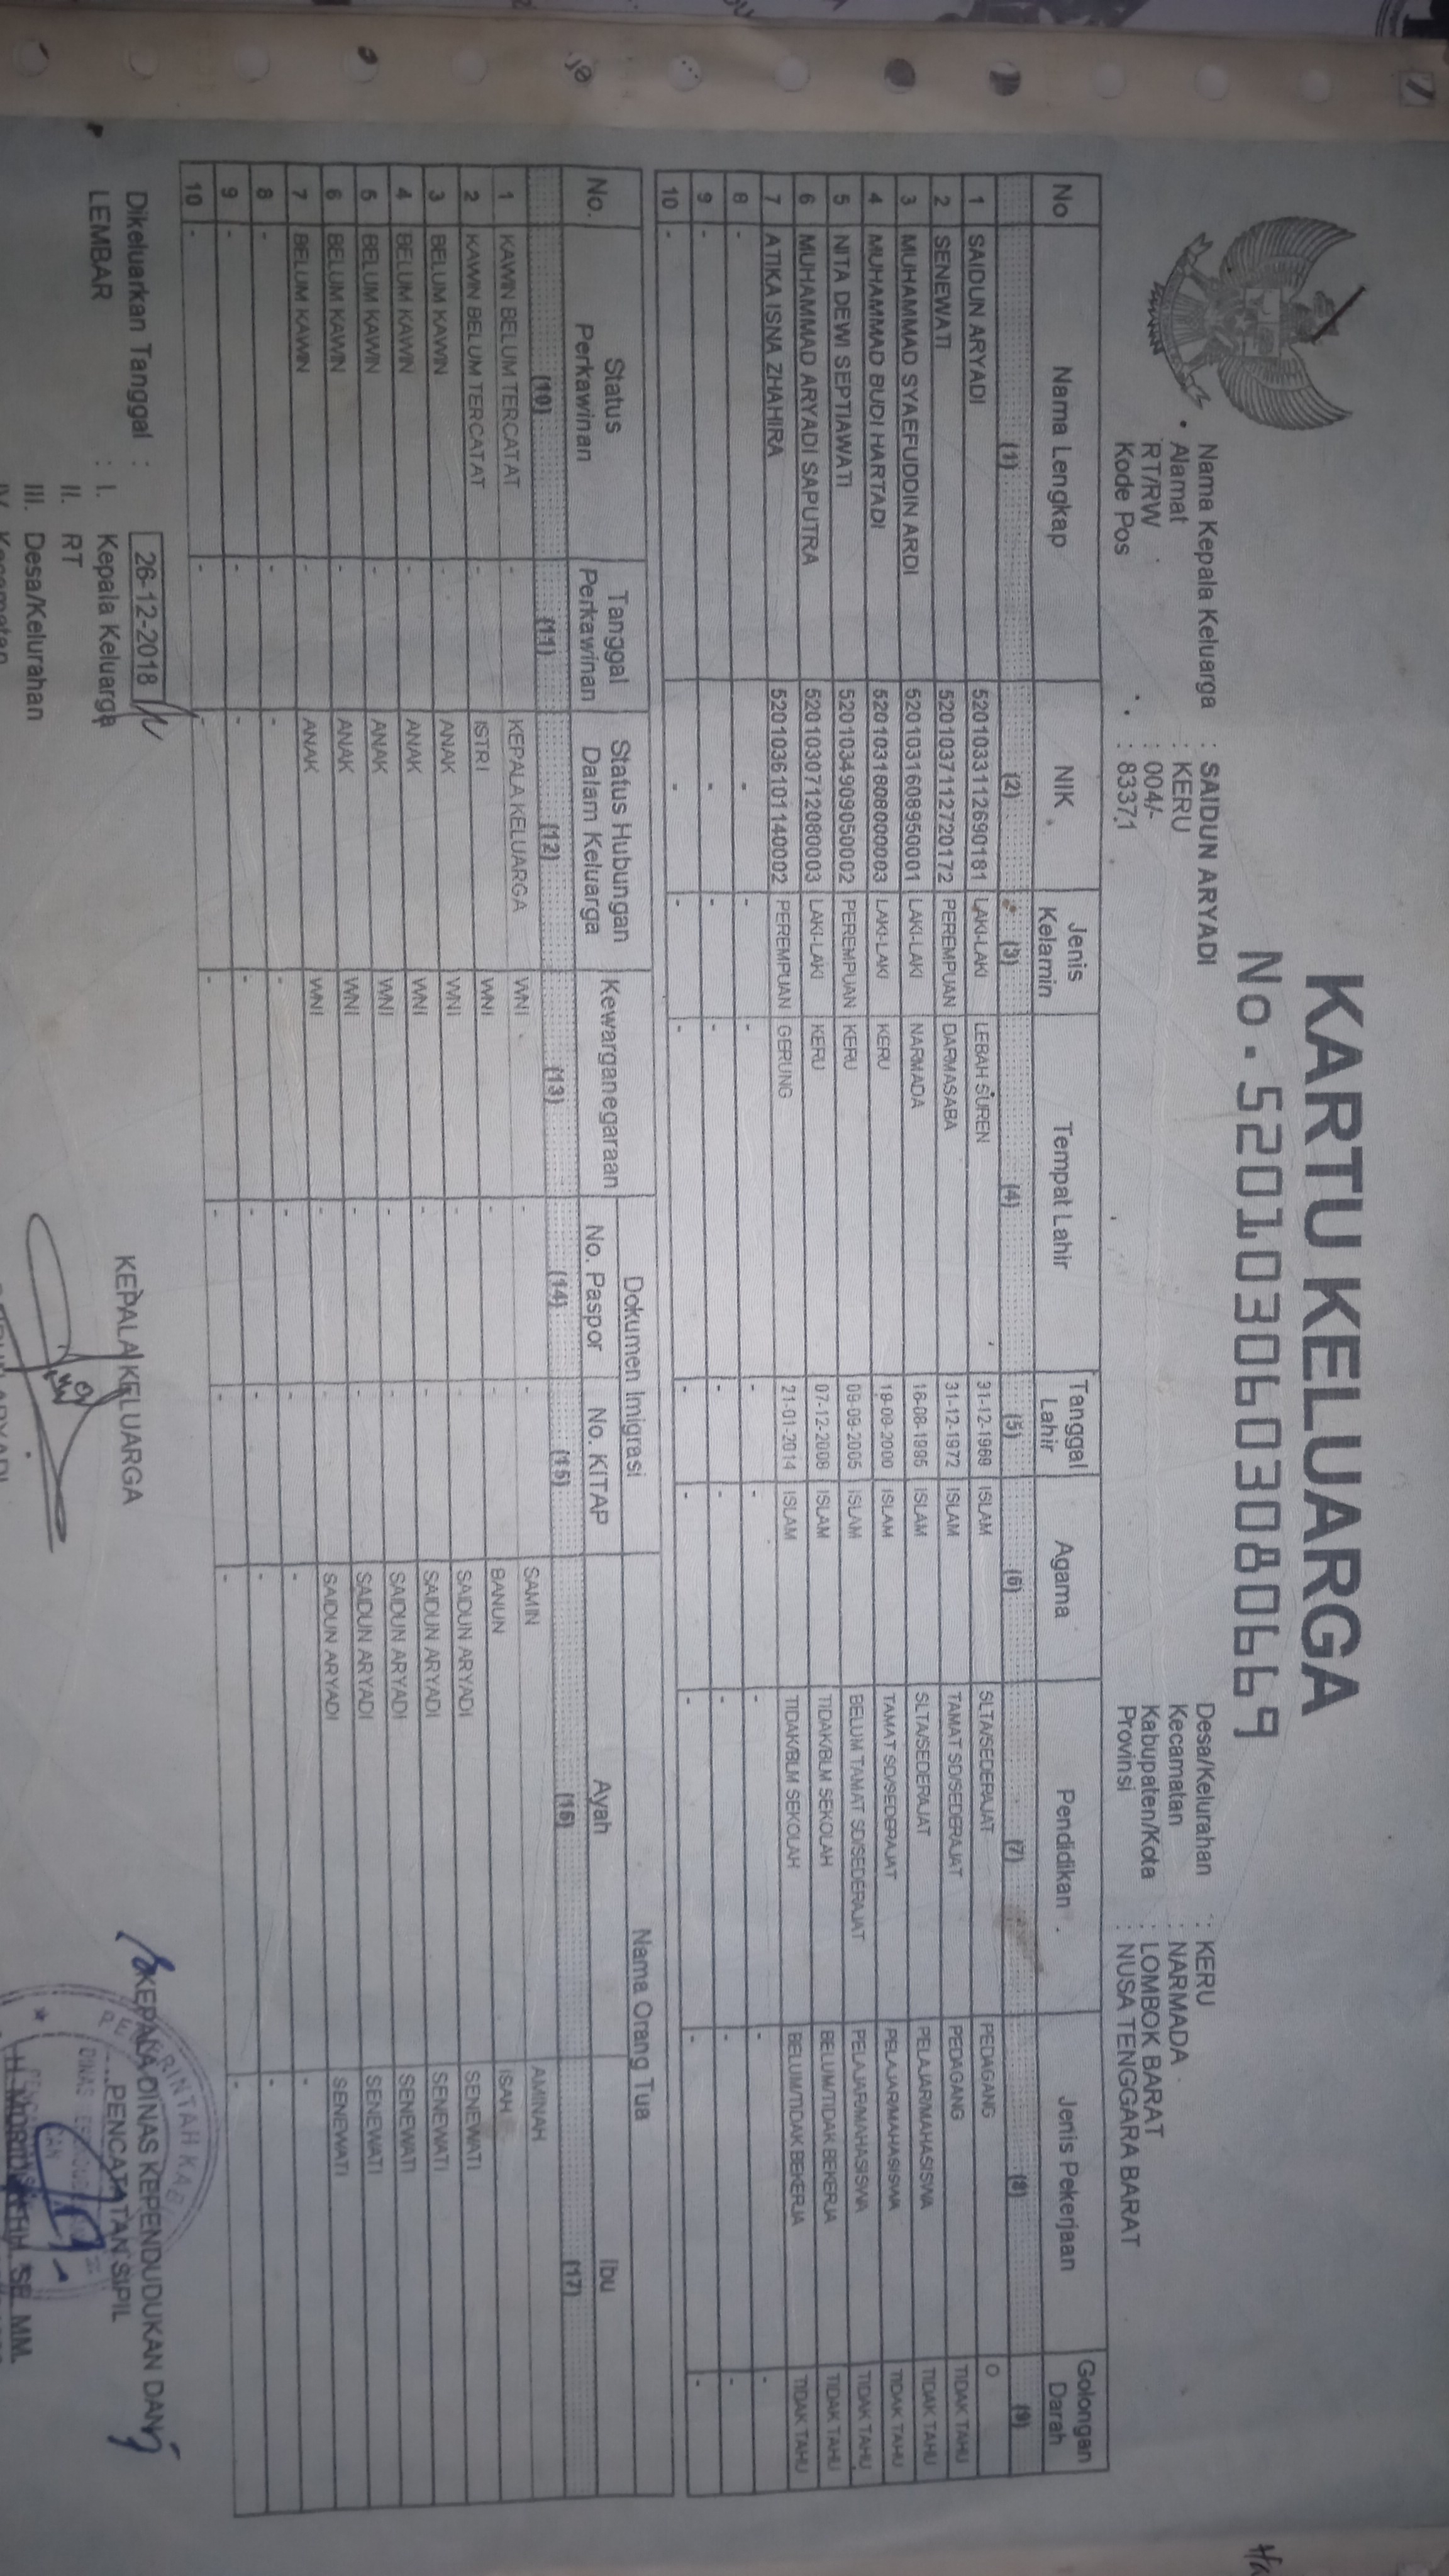 KARTU KELUARGA
No. 5201030603080669
Nama Kepala Keluarga : SAIDUN ARYADI
Alamat : KERU
RT/RW : 004/-
Kode Pos : 83371
Desa/Kelurahan : KERU
Kecamatan : NARMADA
Kabupaten/Kota : LOMBOK BARAT
Provinsi : NUSA TENGGARA BARAT
No Nama Lengkap NIK Jenis Kelamin Tempat Lahir Tanggal Lahir Agama Pendidikan Jenis Pekerjaan Golongan Darah
(1) (2) (3) (4) (5) (6) (7) (8) (9)
1 SAIDUN ARYADI 5201033112690181 LAKI-LAKI LEBAH SUREN 31-12-1969 ISLAM SLTA/SEDERAJAT PEDAGANG O
2 SENEWATI 5201037112720172 PEREMPUAN DARMASABA 31-12-1972 ISLAM TAMAT SD/SEDERAJAT PEDAGANG TIDAK TAHU
3 MUHAMMAD SYAEFUDDIN ARDI 5201031608950001 LAKI-LAKI NARMADA 16-08-1995 ISLAM SLTA/SEDERAJAT PELAJAR/MAHASISWA TIDAK TAHU
4 MUHAMMAD BUDI HARTADI 5201031808000003 LAKI-LAKI KERU ISLAM TAMAT SD/SEDERAJAT PELAJAR/MAHASISWA TIDAK TAHU
5 NITA DEWI SEPTIAWATI 5201034909050002 PEREMPUAN KERU 09-09-2005 ISLAM BELUM TAMAT SD/SEDERAJAT PELAJAR/MAHASISWA TIDAK TAHU
6 MUHAMMAD ARYADI SAPUTRA 5201030712080003 LAKI-LAKI KERU 07-12-2008 ISLAM TIDAK/BLM SEKOLAH BELUM/TIDAK BEKERJA TIDAK TAHU
7 ATIKA ISNA ZHAHIRA 5201036101140002 PEREMPUAN GERUNG 21-01-2014 ISLAM TIDAK/BLM SEKOLAH BELUM/TIDAK BEKERJA TIDAK TAHU
8 - - - - - - - - -
9 - - - - - - - - -
10 - - - - - - - - -
No. Status Perkawinan Tanggal Perkawinan Status Hubungan Dalam Keluarga Kewarganegaraan Dokumen Imigrasi Nama Orang Tua
No. Paspor No. KITAP Ayah Ibu
(10) (11) (12) (13) (14) (15) (16) (17)
1 KAWIN BELUM TERCATAT - KEPALA KELUARGA WNI - - SAMIN AMINAH
2 KAWIN BELUM TERCATAT - ISTRI WNI - - BANUN ISAH
3 BELUM KAWIN - ANAK WNI - - SAIDUN ARYADI SENEWATI
4 BELUM KAWIN - ANAK WNI - - SAIDUN ARYADI SENEWATI
5 BELUM KAWIN - ANAK WNI - - SAIDUN ARYADI SENEWATI
6 BELUM KAWIN - ANAK WNI - - SAIDUN ARYADI SENEWATI
7 BELUM KAWIN - ANAK WNI - - SAIDUN ARYADI SENEWATI
8 - - - - - - - -
9 - - - - - - - -
10 - - - - - - - -
Dikeluarkan Tanggal : 26-12-2018
LEMBAR : I. Kepala Keluarga
II. RT
III. Desa/Kelurahan
KEPALA KELUARGA
KEPALA DINAS KEPENDUDUKAN DAN
PENCATATAN SIPIL
SE. MM.